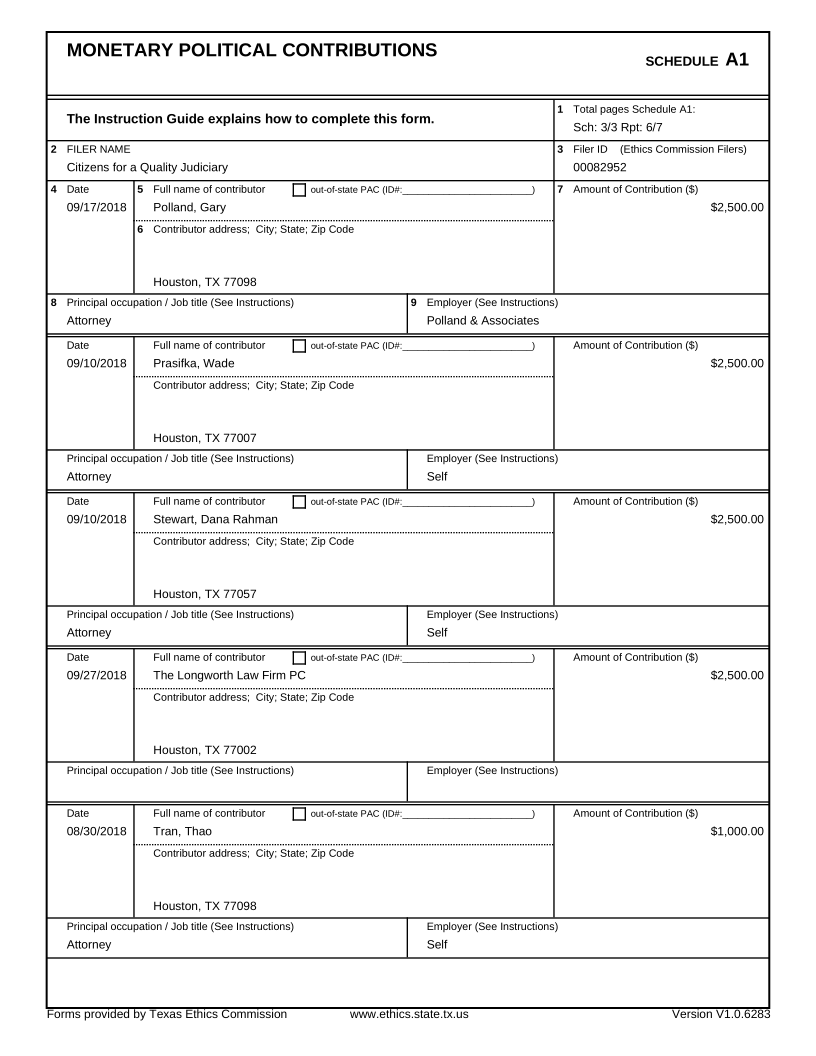 MONETARY POLITICAL CONTRIBUTIONS
SCHEDULE A1
The Instruction Guide explains how to complete this form.
1 Total pages Schedule A1:
Sch: 3/3 Rpt: 6/7
2 FILER NAME
Citizens for a Quality Judiciary
3 Filer ID (Ethics Commission Filers)
00082952
4 Date
09/17/2018
5 Full name of contributor out-of-state PAC (ID#:_______________________)
Polland, Gary
6 Contributor address; City; State; Zip Code
Houston, TX 77098
7 Amount of Contribution ($)
$2,500.00
8 Principal occupation / Job title (See Instructions)
Attorney
9 Employer (See Instructions)
Polland & Associates
Date
09/10/2018
Full name of contributor out-of-state PAC (ID#:_______________________)
Prasifka, Wade
Contributor address; City; State; Zip Code
Houston, TX 77007
Amount of Contribution ($)
$2,500.00
Principal occupation / Job title (See Instructions)
Attorney
Employer (See Instructions)
Self
Date
09/10/2018
Full name of contributor out-of-state PAC (ID#:_______________________)
Stewart, Dana Rahman
Contributor address; City; State; Zip Code
Houston, TX 77057
Amount of Contribution ($)
$2,500.00
Principal occupation / Job title (See Instructions)
Attorney
Employer (See Instructions)
Self
Date
09/27/2018
Full name of contributor out-of-state PAC (ID#:_______________________)
The Longworth Law Firm PC
Contributor address; City; State; Zip Code
Houston, TX 77002
Amount of Contribution ($)
$2,500.00
Principal occupation / Job title (See Instructions)
Employer (See Instructions)
Date
08/30/2018
Full name of contributor out-of-state PAC (ID#:_______________________)
Tran, Thao
Contributor address; City; State; Zip Code
Houston, TX 77098
Amount of Contribution ($)
$1,000.00
Principal occupation / Job title (See Instructions)
Attorney
Employer (See Instructions)
Self
Forms provided by Texas Ethics Commission www.ethics.state.tx.us Version V1.0.6283